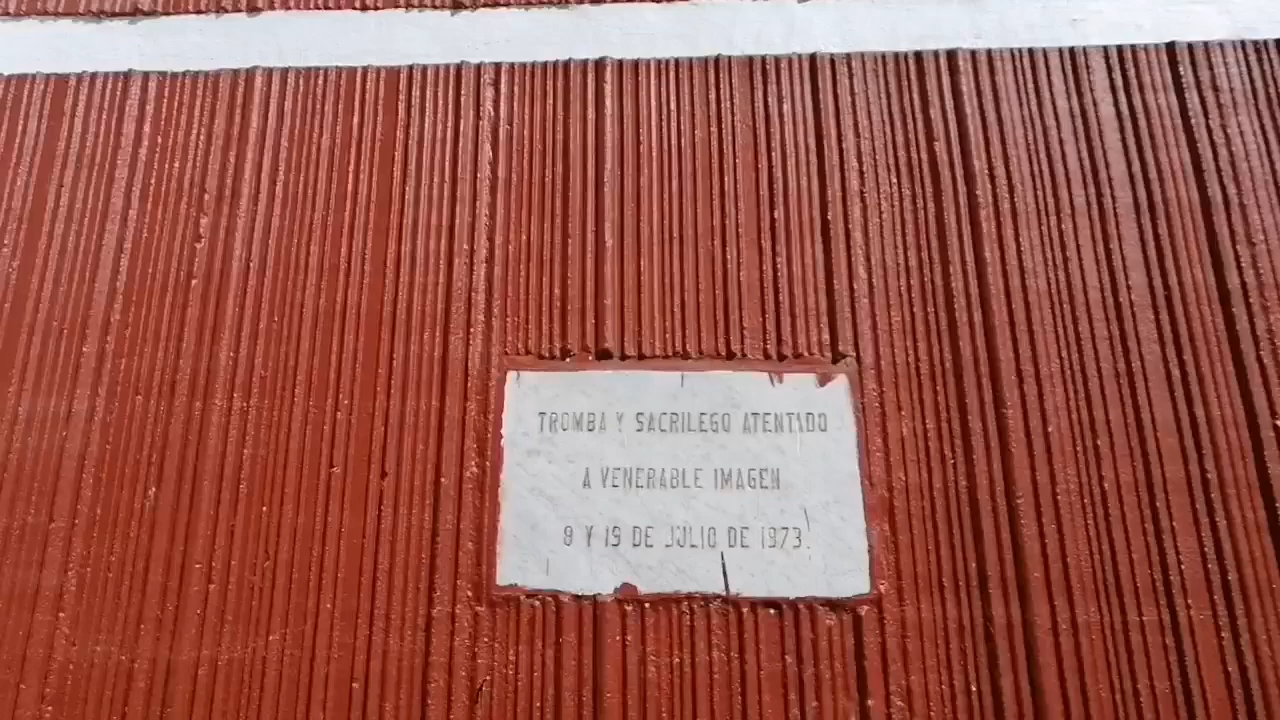 TROMBA Y SACRILEGO ATENTADO
A VENERABLE IMAGEN
8 Y 19 DE JULIO DE 1973.